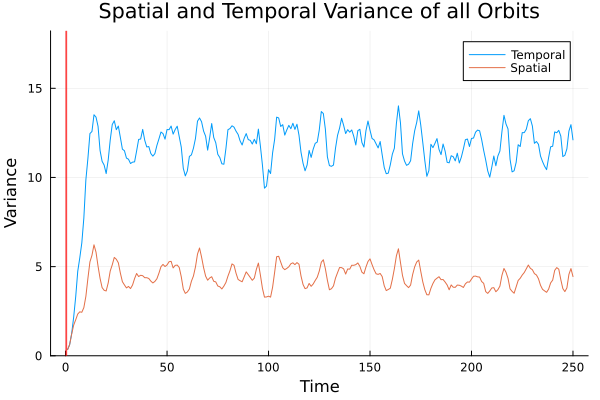 Spatial and Temporal Variance of all Orbits
Temporal
Spatial
15
10
5
0
Variance
0 50 100 150 200 250
Time